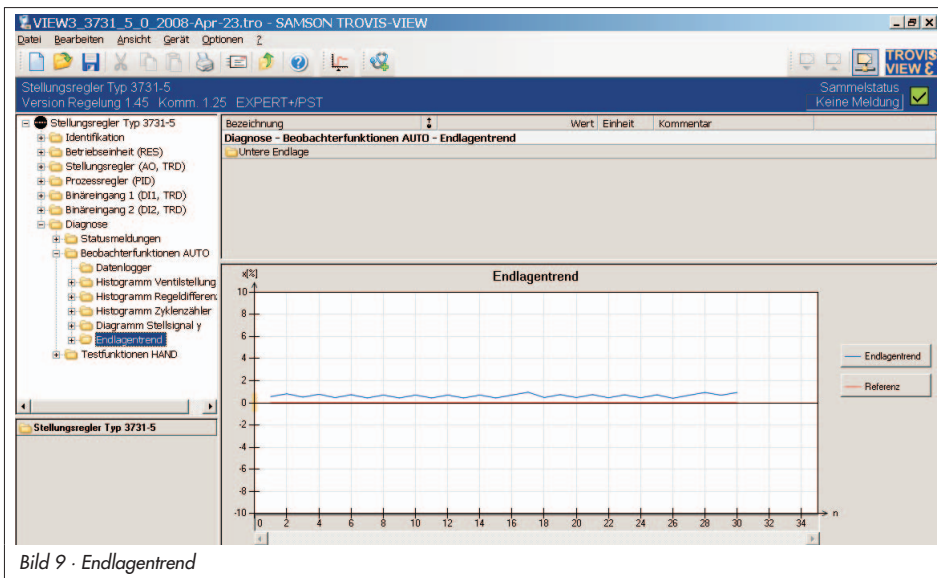 VIEW3_3731_5_0_2008-Apr-23.tro - SAMSON TROVIS-VIEW
Datei Bearbeiten Ansicht Gerät Optionen ?
TROVIS
VIEW 3
Stellungsregler Typ 3731-5
Version Regelung 1.45 Komm. 1.25 EXPERT+/PST
Sammelstatus
Keine Meldung
Stellungsregler Typ 3731-5
Identifikation
Betriebseinheit (RES)
Stellungsregler (AO, TRD)
Prozessregler (PID)
Binäreingang 1 (DI1, TRD)
Binäreingang 2 (DI2, TRD)
Diagnose
Statusmeldungen
Beobachterfunktionen AUTO
Datenlogger
Histogramm Ventilstellung
Histogramm Regeldifferen
Histogramm Zyklenzähler
Diagramm Stellsignal y
Endlagentrend
Testfunktionen HAND
Stellungsregler Typ 3731-5
Bezeichnung Wert Einheit Kommentar
Diagnose - Beobachterfunktionen AUTO - Endlagentrend
Untere Endlage
x[%]
Endlagentrend
10
8
6
4
2
0
-2
-4
-6
-8
-10
0 2 4 6 8 10 12 14 16 18 20 22 24 26 28 30 32 34
n
Endlagentrend
Referenz
Bild 9 · Endlagentrend